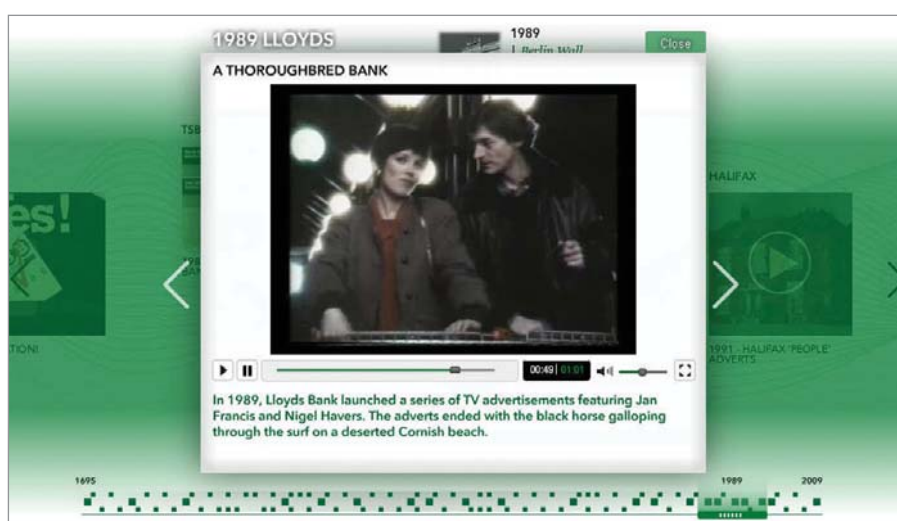 1989 LLOYDS
1989
Berlin Wall
Close
A THOROUGHBRED BANK
TSB
HALIFAX
es!
TION!
1991 - HALIFAX 'PEOPLE'
ADVERTS
00:49 01:01
In 1989, Lloyds Bank launched a series of TV advertisements featuring Jan
Francis and Nigel Havers. The adverts ended with the black horse galloping
through the surf on a deserted Cornish beach.
1695
1989
2009